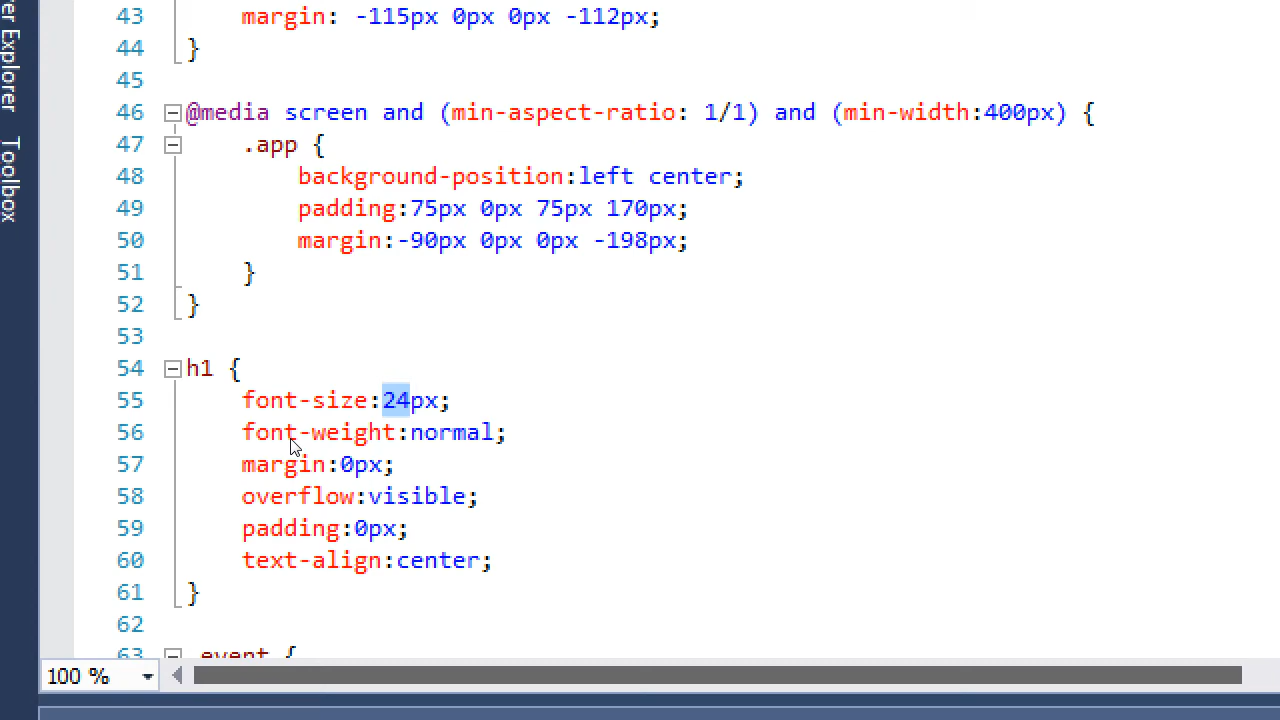 43 margin: -115px 0px 0px -112px;
44 }
45
46 @media screen and (min-aspect-ratio: 1/1) and (min-width:400px) {
47 .app {
48 background-position:left center;
49 padding:75px 0px 75px 170px;
50 margin:-90px 0px 0px -198px;
51 }
52 }
53
54 h1 {
55 font-size:24px;
56 font-weight:normal;
57 margin:0px;
58 overflow:visible;
59 padding:0px;
60 text-align:center;
61 }
62
63 .event {
100 %
Explorer
Toolbox